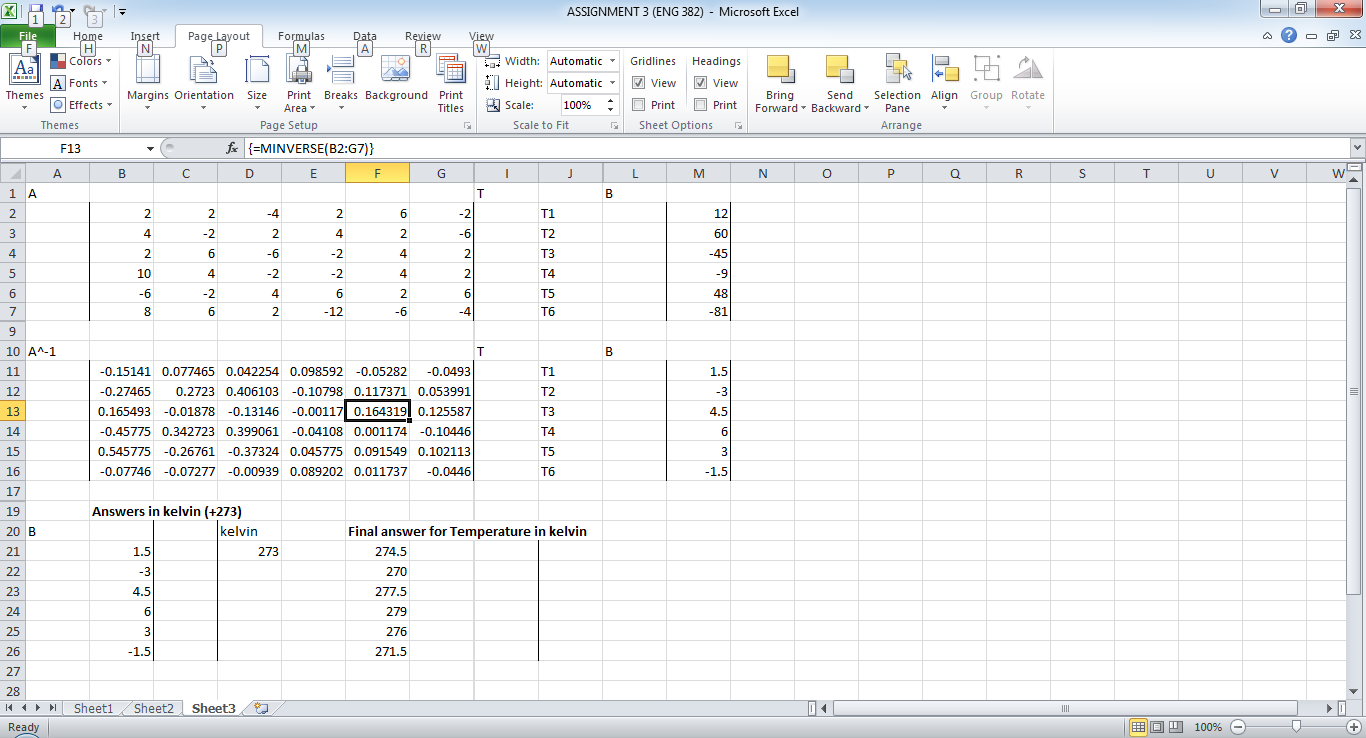 ASSIGNMENT 3 (ENG 382) - Microsoft Excel
1 2 3
File Home Insert Page Layout Formulas Data Review View
F H N P M A R W
Colors Width: Automatic Gridlines Headings
Aa A Fonts Height: Automatic View View
Themes Effects Margins Orientation Size Print Area Breaks Background Print Titles Scale: 100% Print Print Bring Forward Send Backward Selection Pane Align Group Rotate
Themes Page Setup Scale to Fit Sheet Options Arrange
F13 fx {=MINVERSE(B2:G7)}
A B C D E F G I J L M N O P Q R S T U V W
1 A T B
2 2 2 -4 2 6 -2 T1 12
3 4 -2 2 4 2 -6 T2 60
4 2 6 -6 -2 4 2 T3 -45
5 10 4 -2 -2 4 2 T4 -9
6 -6 -2 4 6 2 6 T5 48
7 8 6 2 -12 -6 -4 T6 -81
9
10 A^-1 T B
11 -0.15141 0.077465 0.042254 0.098592 -0.05282 -0.0493 T1 1.5
12 -0.27465 0.2723 0.406103 -0.10798 0.117371 0.053991 T2 -3
13 0.165493 -0.01878 -0.13146 -0.00117 0.164319 0.125587 T3 4.5
14 -0.45775 0.342723 0.399061 -0.04108 0.001174 -0.10446 T4 6
15 0.545775 -0.26761 -0.37324 0.045775 0.091549 0.102113 T5 3
16 -0.07746 -0.07277 -0.00939 0.089202 0.011737 -0.0446 T6 -1.5
17
19 Answers in kelvin (+273)
20 B kelvin Final answer for Temperature in kelvin
21 1.5 273 274.5
22 -3 270
23 4.5 277.5
24 6 279
25 3 276
26 -1.5 271.5
27
28
Sheet1 Sheet2 Sheet3
Ready 100%